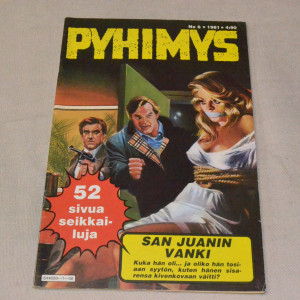 No 6 • 1981 • 4/90
PYHIMYS
52
sivua
seikkai-
luja
SAN JUANIN
VANKI
Kuka hän oli... ja oliko hän tosi-
aan syytön, kuten hänen sisa-
rensa kivenkovaan väitti?